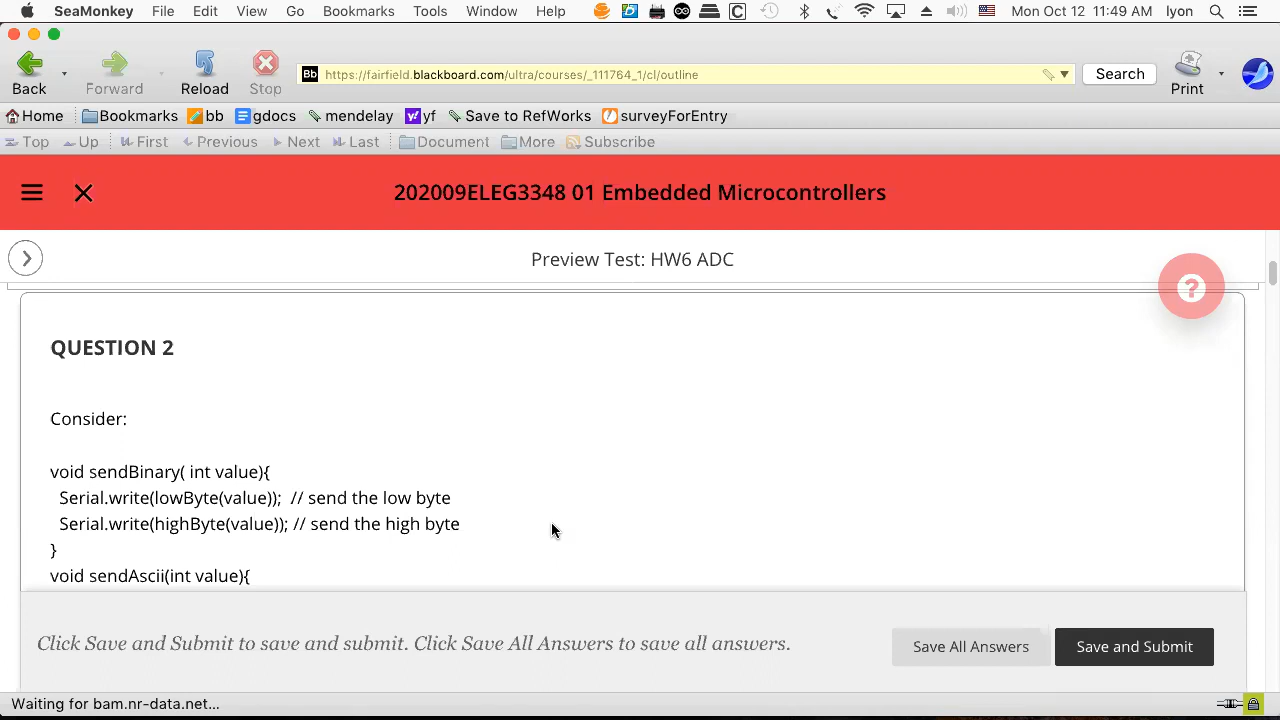 SeaMonkey File Edit View Go Bookmarks Tools Window Help Mon Oct 12 11:49 AM lyon
Back Forward Reload Stop Bb https://fairfield.blackboard.com/ultra/courses/_111764_1/cl/outline Search Print
Home Bookmarks bb gdocs mendelay yf Save to RefWorks surveyForEntry
Top Up First Previous Next Last Document More Subscribe
202009ELEG3348 01 Embedded Microcontrollers
Preview Test: HW6 ADC
?
QUESTION 2
Consider:
void sendBinary( int value){
Serial.write(lowByte(value)); // send the low byte
Serial.write(highByte(value)); // send the high byte
}
void sendAscii(int value){
Click Save and Submit to save and submit. Click Save All Answers to save all answers.
Save All Answers Save and Submit
Waiting for bam.nr-data.net...